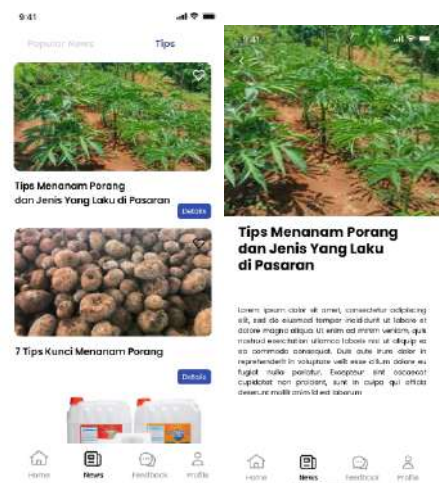 9:41
Popular News Tips
Tips Menanam Porang
dan Jenis Yang Laku di Pasaran
Details
7 Tips Kunci Menanam Porang
Details
Home News Feedback Profile
9:41
Tips Menanam Porang
dan Jenis Yang Laku
di Pasaran
Lorem ipsum dolor sit amet, consectetur adipiscing
elit, sed do eiusmod tempor incididunt ut labore et
dolore magna aliqua. Ut enim ad minim veniam, quis
nostrud exercitation ullamco laboris nisi ut aliquip ex
ea commodo consequat. Duis aute irure dolor in
reprehenderit in voluptate velit esse cillum dolore eu
fugiat nulla pariatur. Excepteur sint occaecat
cupidatat non proident, sunt in culpa qui officia
deserunt mollit anim id est laborum
Home News Feedback Profile